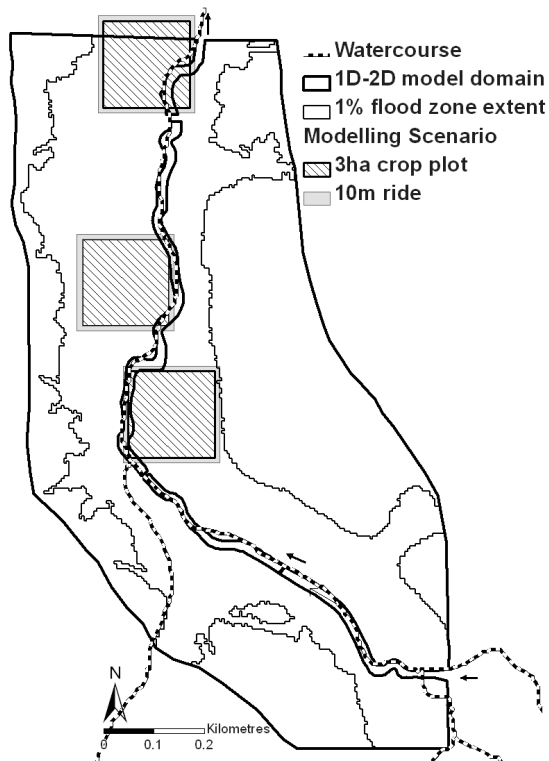 Watercourse
1D-2D model domain
1% flood zone extent
Modelling Scenario
3ha crop plot
10m ride
N
Kilometres
0 0.1 0.2